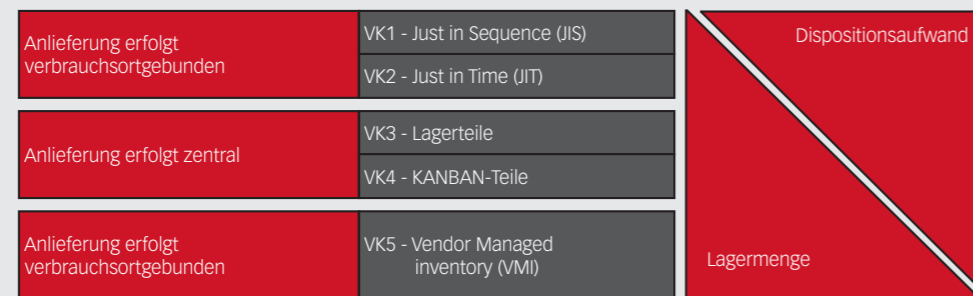 Anlieferung erfolgt
verbrauchsortgebunden
VK1 - Just in Sequence (JIS)
VK2 - Just in Time (JIT)
Anlieferung erfolgt zentral
VK3 - Lagerteile
VK4 - KANBAN-Teile
Anlieferung erfolgt
verbrauchsortgebunden
VK5 - Vendor Managed
inventory (VMI)
Dispositionsaufwand
Lagermenge